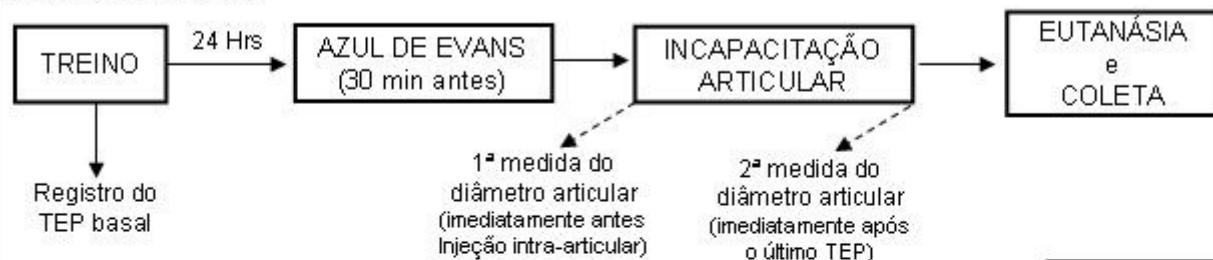 TREINO
24 Hrs
AZUL DE EVANS
(30 min antes)
INCAPACITAÇÃO
ARTICULAR
EUTANÁSIA
e
COLETA
Registro do
TEP basal
1ª medida do
diâmetro articular
(imediatamente antes
Injeção intra-articular)
2ª medida do
diâmetro articular
(imediatamente após
o último TEP)